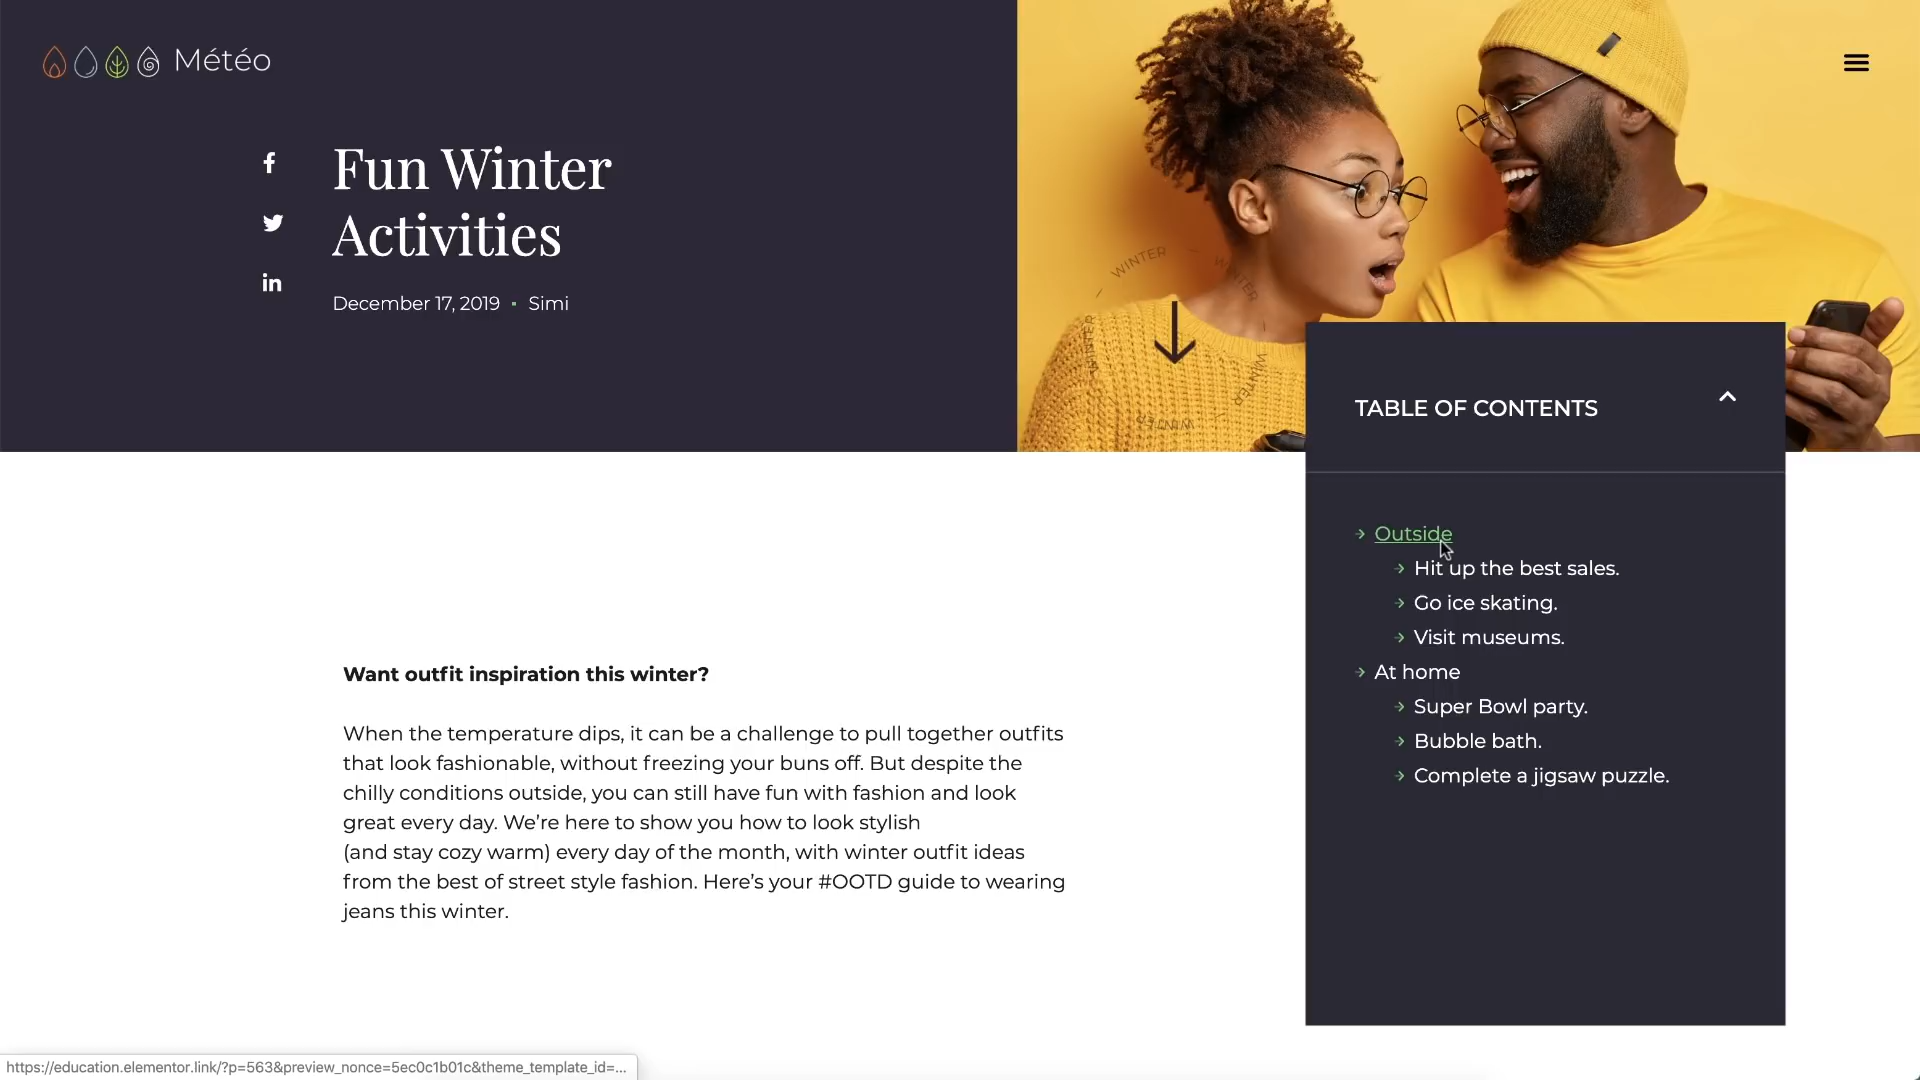 Météo
Fun Winter
Activities
December 17, 2019 · Simi
WINTER
WINTER
WINTER
WINTER
WINTER
TABLE OF CONTENTS
Outside
Hit up the best sales.
Go ice skating.
Visit museums.
At home
Super Bowl party.
Bubble bath.
Complete a jigsaw puzzle.
Want outfit inspiration this winter?
When the temperature dips, it can be a challenge to pull together outfits
that look fashionable, without freezing your buns off. But despite the
chilly conditions outside, you can still have fun with fashion and look
great every day. We’re here to show you how to look stylish
(and stay cozy warm) every day of the month, with winter outfit ideas
from the best of street style fashion. Here’s your #OOTD guide to wearing
jeans this winter.
https://education.elementor.link/?p=563&preview_nonce=5ec0c1b01c&theme_template_id=...